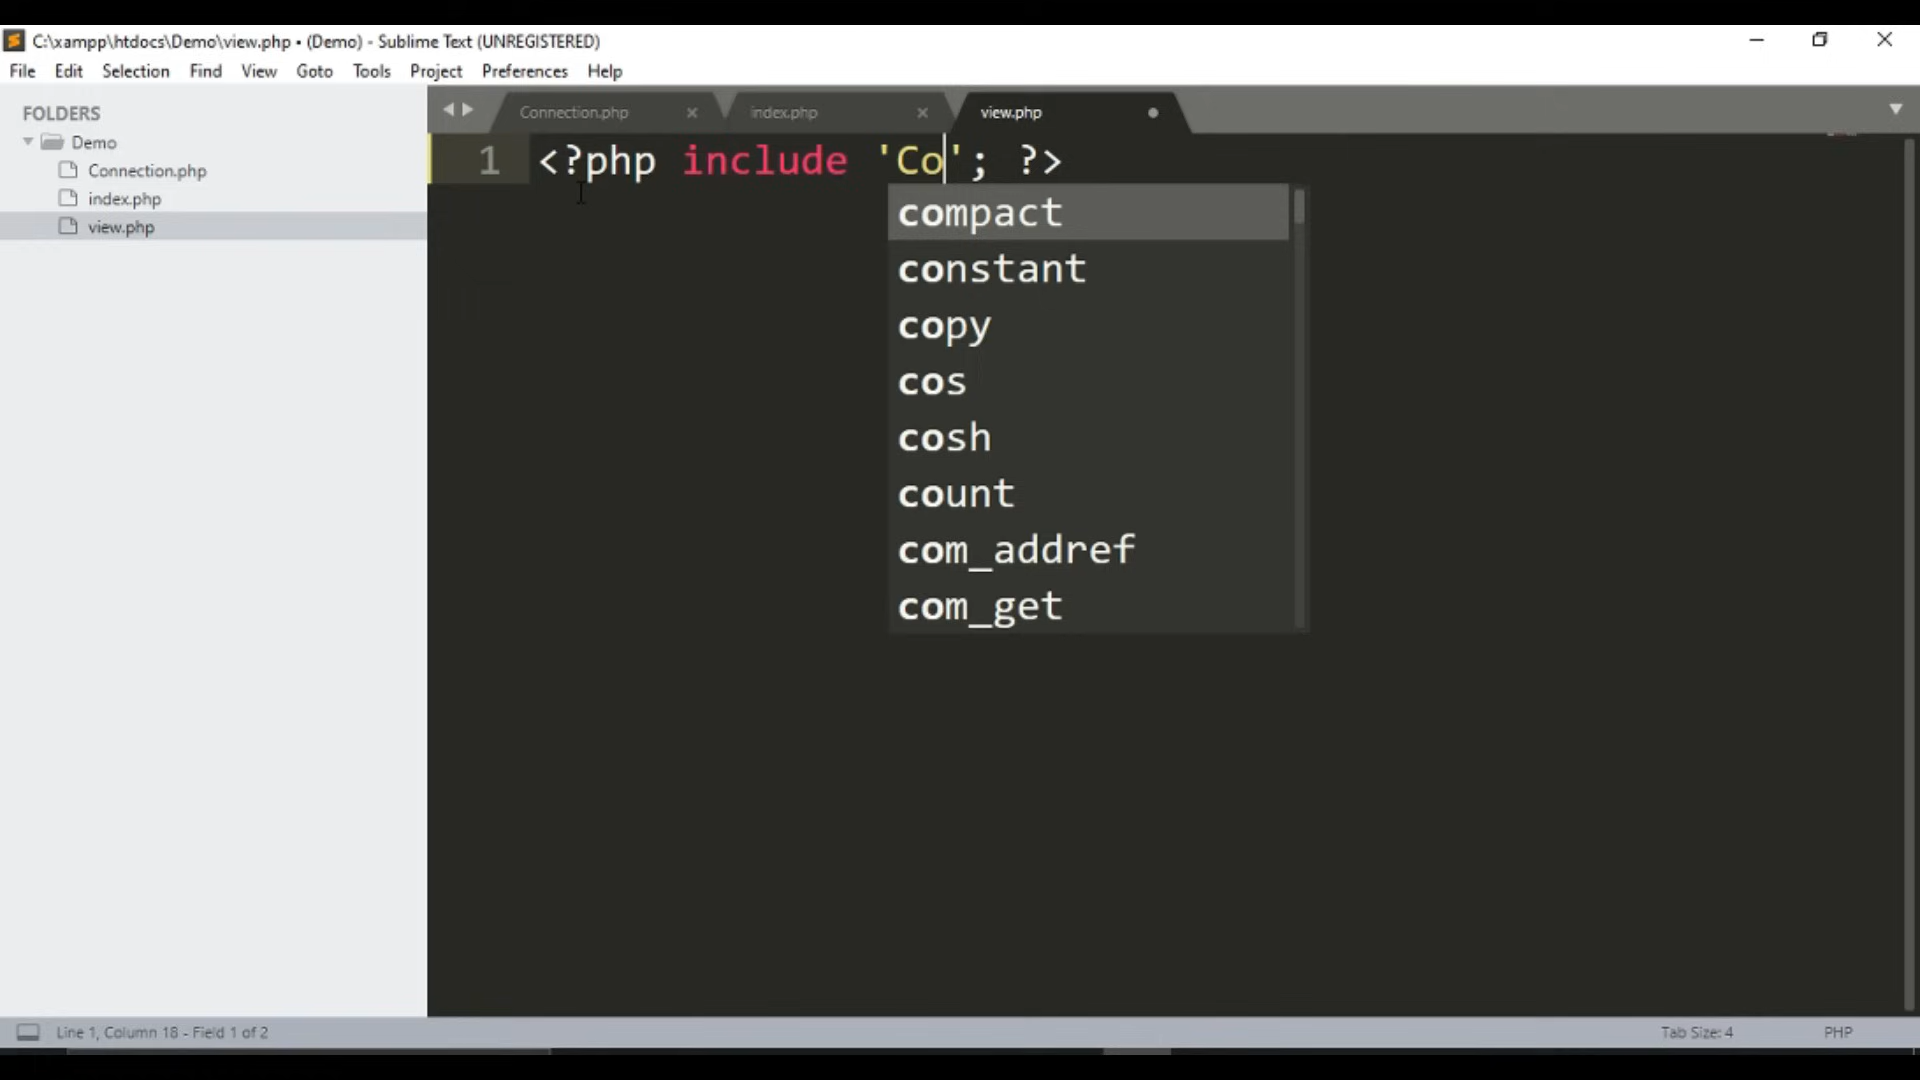 C:\xampp\htdocs\Demo\view.php • (Demo) - Sublime Text (UNREGISTERED)
File Edit Selection Find View Goto Tools Project Preferences Help
FOLDERS
Demo
Connection.php
index.php
view.php
Connection.php index.php view.php
1 <?php include 'Co'; ?>
compact
constant
copy
cos
cosh
count
com_addref
com_get
Line 1, Column 18 - Field 1 of 2 Tab Size: 4 PHP